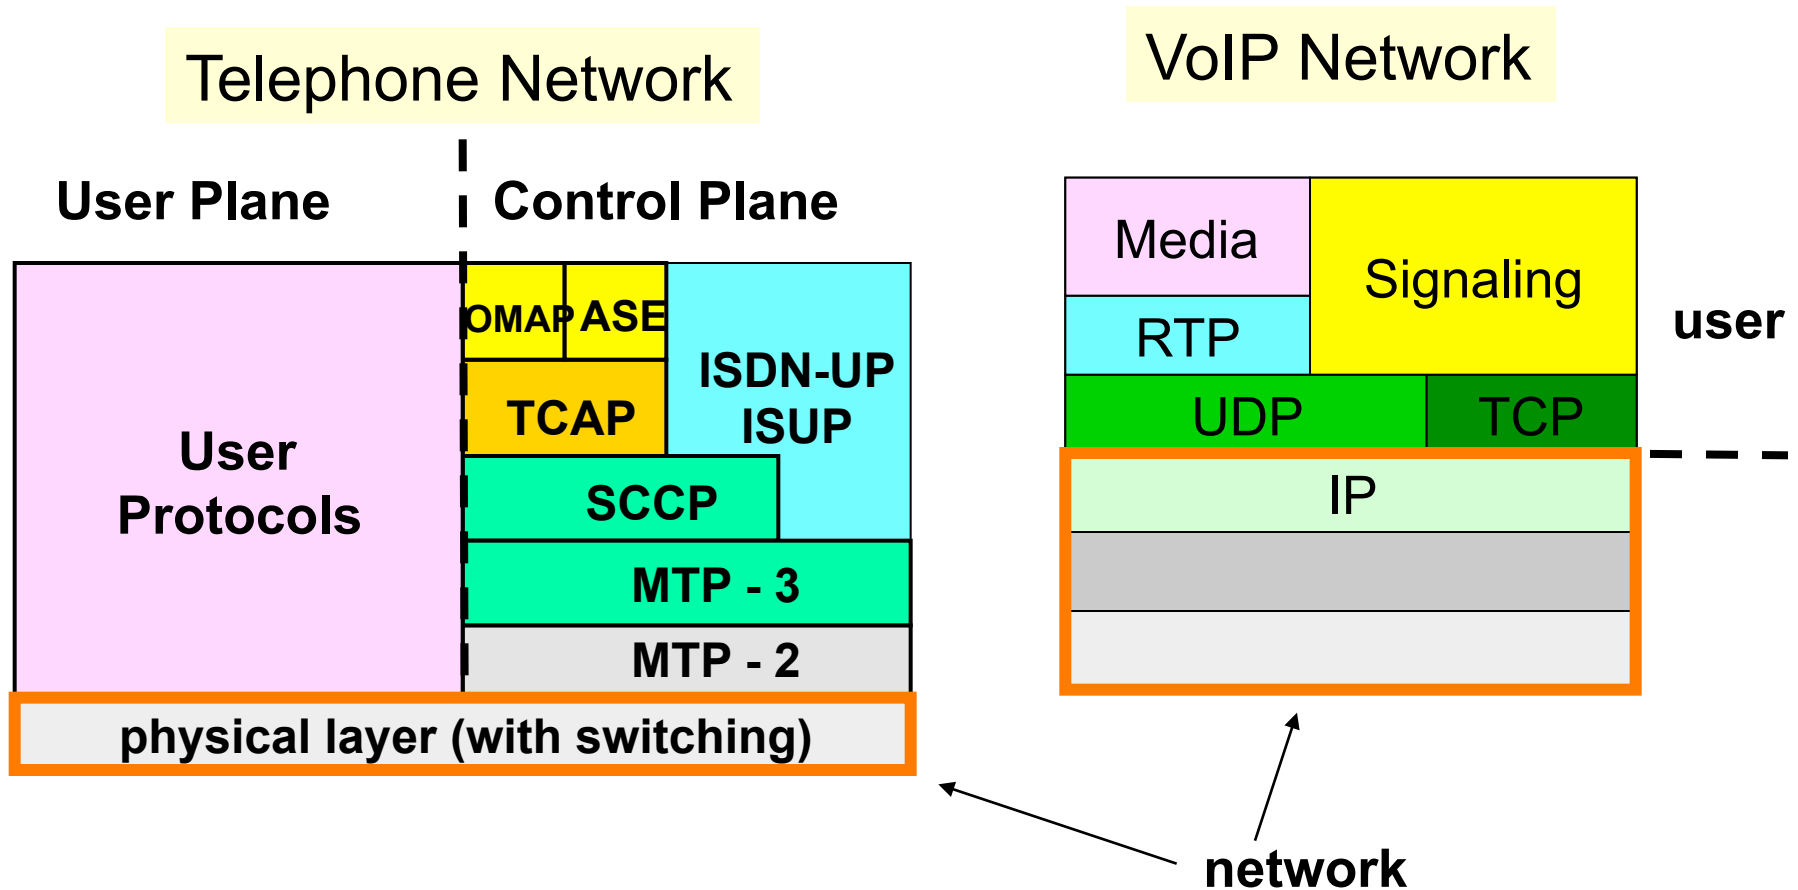 Telephone Network
VoIP Network
User Plane
Control Plane
User
Protocols
OMAP
ASE
TCAP
ISDN-UP
ISUP
SCCP
MTP - 3
MTP - 2
physical layer (with switching)
Media
Signaling
RTP
UDP
TCP
IP
user
network